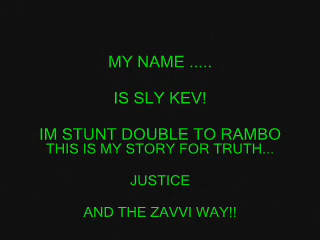 MY NAME .....
IS SLY KEV!
IM STUNT DOUBLE TO RAMBO
THIS IS MY STORY FOR TRUTH...
JUSTICE
AND THE ZAVVI WAY!!